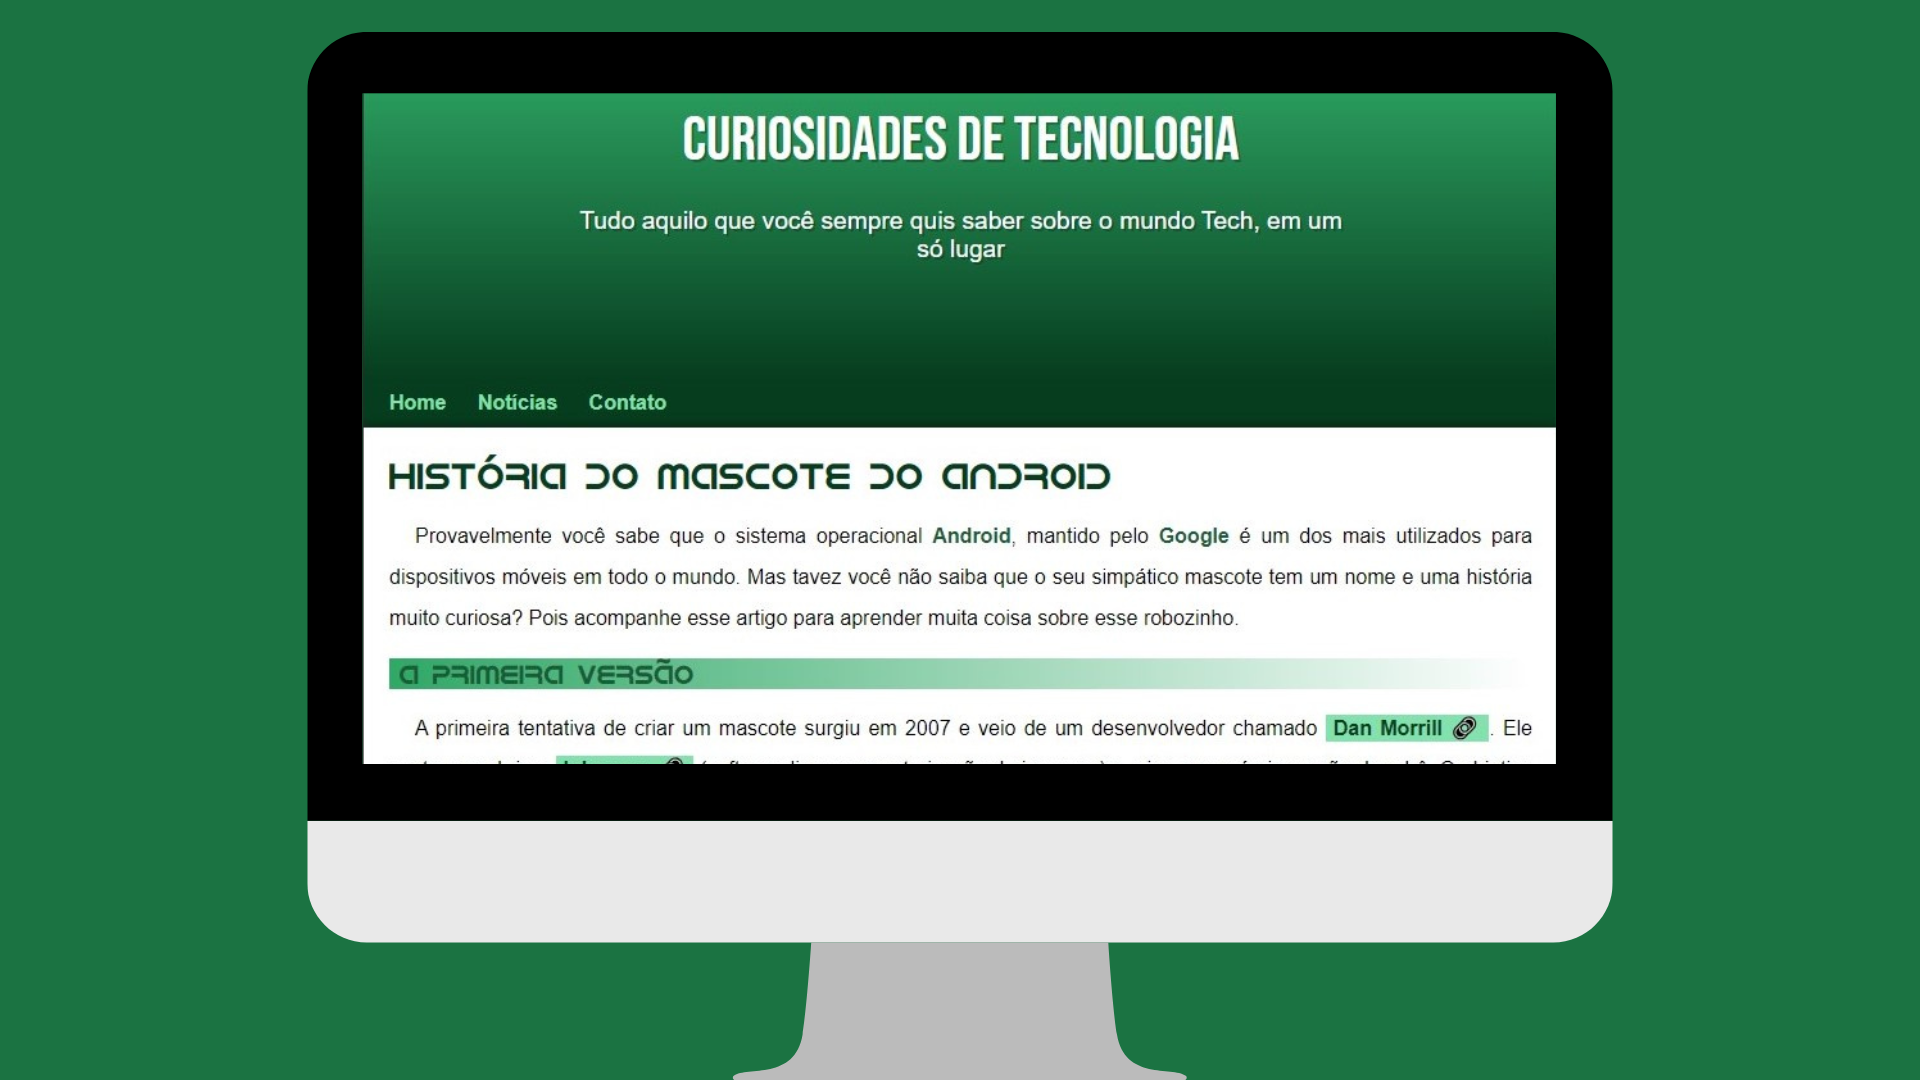 CURIOSIDADES DE TECNOLOGIA
Tudo aquilo que você sempre quis saber sobre o mundo Tech, em um
só lugar
Home Notícias Contato
HISTÓRIA DO MASCOTE DO ANDROID
Provavelmente você sabe que o sistema operacional Android, mantido pelo Google é um dos mais utilizados para
dispositivos móveis em todo o mundo. Mas tavez você não saiba que o seu simpático mascote tem um nome e uma história
muito curiosa? Pois acompanhe esse artigo para aprender muita coisa sobre esse robozinho.
A PRIMEIRA VERSÃO
A primeira tentativa de criar um mascote surgiu em 2007 e veio de um desenvolvedor chamado Dan Morrill 🔗 . Ele